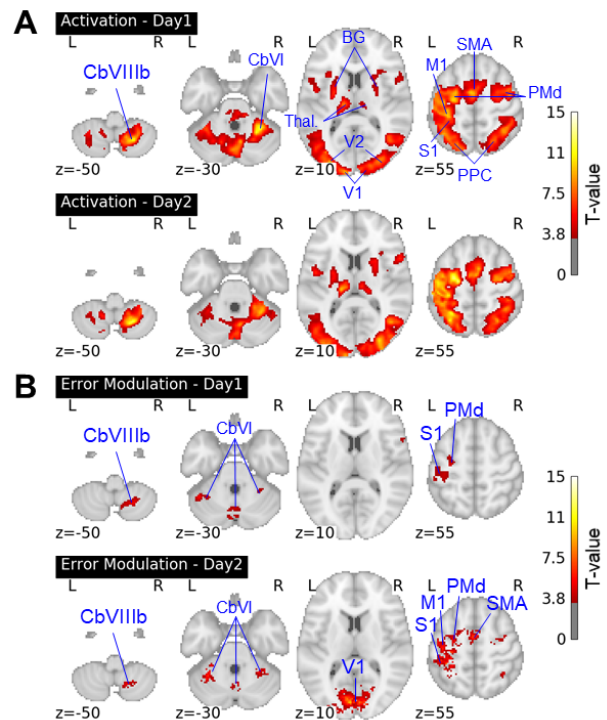 A
Activation - Day1
L R L R L R L R
CbVIIIb
CbVI
BG
SMA
M1
PMd
Thal.
V2
S1
PPC
V1
z=-50 z=-30 z=10 z=55
15
11
7.5
3.8
0
T-value
Activation - Day2
z=-50 z=-30 z=10 z=55
B
Error Modulation - Day1
L R L R L R L R
CbVIIIb
CbVI
PMd
S1
z=-50 z=-30 z=10 z=55
15
11
7.5
3.8
0
T-value
Error Modulation - Day2
L R L R L R L R
CbVIIIb
CbVI
PMd
M1
SMA
S1
V1
z=-50 z=-30 z=10 z=55